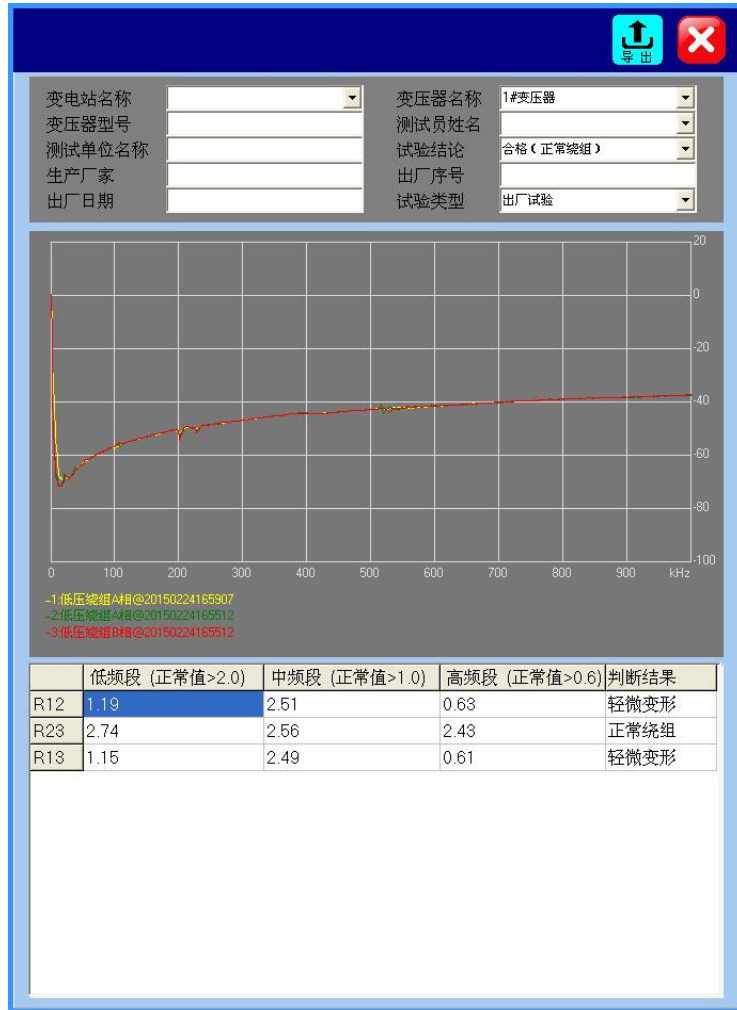 导出
变电站名称 变压器名称 1#变压器
变压器型号 测试员姓名
测试单位名称 试验结论 合格(正常绕组)
生产厂家 出厂序号
出厂日期 试验类型 出厂试验
20
0
-20
-40
-60
-80
-100
0 100 200 300 400 500 600 700 800 900 kHz
-1:低压绕组A相@20150224165907
-2:低压绕组A相@20150224165512
-3:低压绕组B相@20150224165512
低频段 (正常值>2.0) 中频段 (正常值>1.0) 高频段 (正常值>0.6) 判断结果
R12 1.19 2.51 0.63 轻微变形
R23 2.74 2.56 2.43 正常绕组
R13 1.15 2.49 0.61 轻微变形